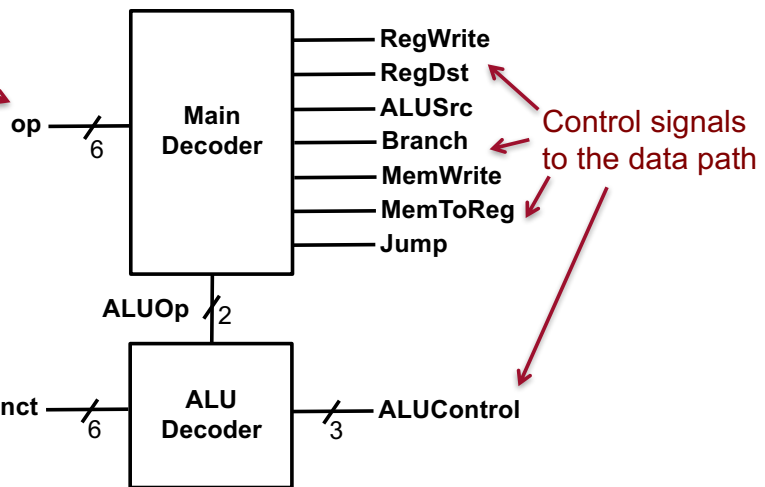 RegWrite
RegDst
ALUSrc
Branch
MemWrite
MemToReg
Jump
Control signals
to the data path
op
6
Main
Decoder
ALUOp
2
nct
6
ALU
Decoder
3
ALUControl